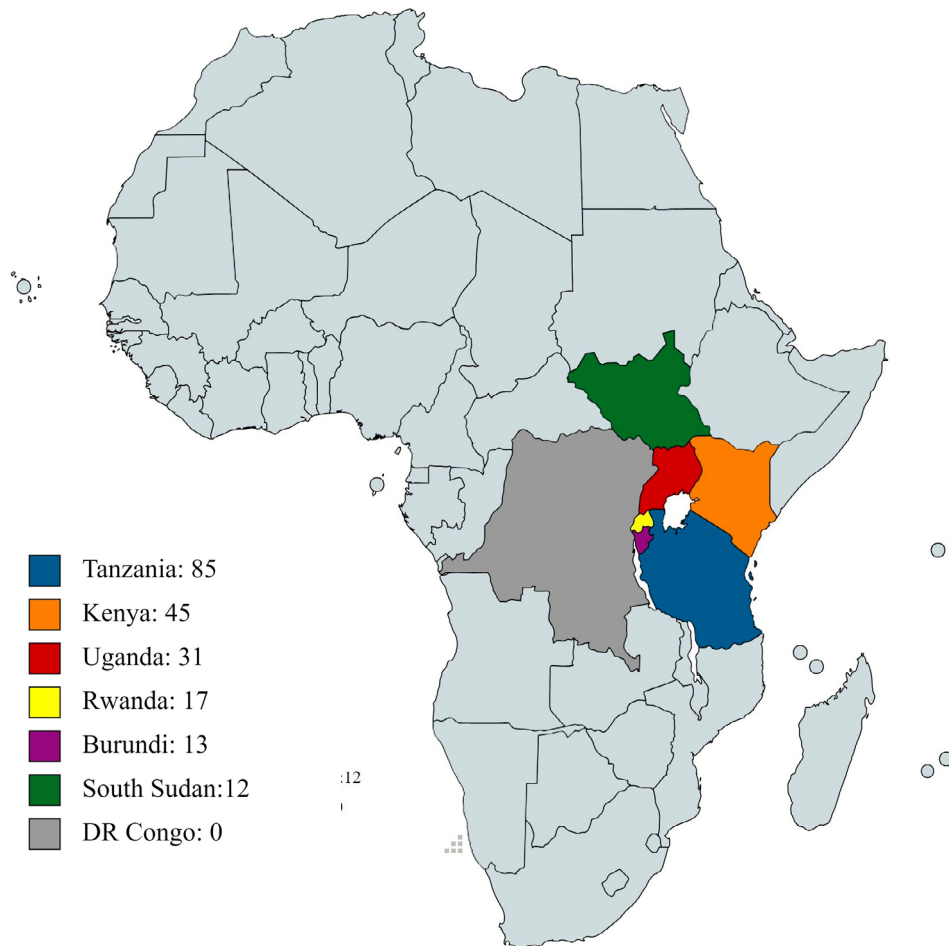 Tanzania: 85
Kenya: 45
Uganda: 31
Rwanda: 17
Burundi: 13
:12
South Sudan:12
DR Congo: 0